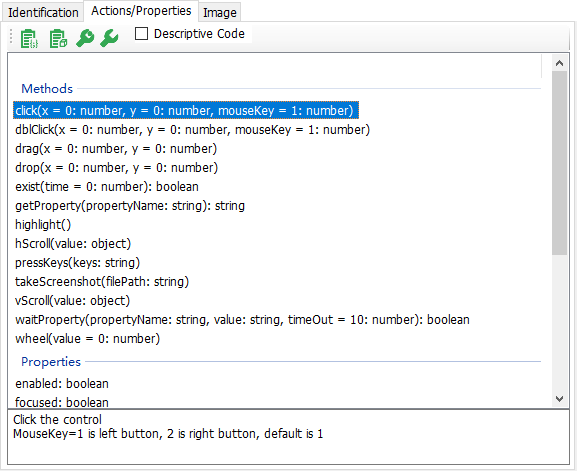 Identification Actions/Properties Image
Descriptive Code
Methods
click(x = 0: number, y = 0: number, mouseKey = 1: number)
dblClick(x = 0: number, y = 0: number, mouseKey = 1: number)
drag(x = 0: number, y = 0: number)
drop(x = 0: number, y = 0: number)
exist(time = 0: number): boolean
getProperty(propertyName: string): string
highlight()
hScroll(value: object)
pressKeys(keys: string)
takeScreenshot(filePath: string)
vScroll(value: object)
waitProperty(propertyName: string, value: string, timeOut = 10: number): boolean
wheel(value = 0: number)
Properties
enabled: boolean
focused: boolean
Click the control
MouseKey=1 is left button, 2 is right button, default is 1